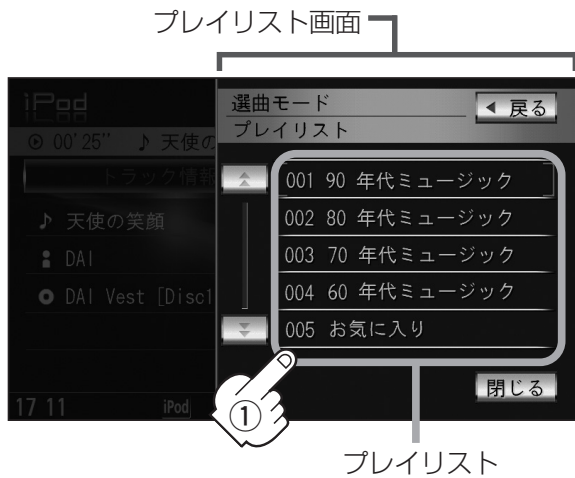 プレイリスト画面
iPod
00'25" ♪ 天使の
トラック情報
♪ 天使の笑顔
DAI
DAI Vest [Disc1
17 11
iPod
選曲モード
プレイリスト
◀ 戻る
001 90 年代ミュージック
002 80 年代ミュージック
003 70 年代ミュージック
004 60 年代ミュージック
005 お気に入り
閉じる
①
プレイリスト